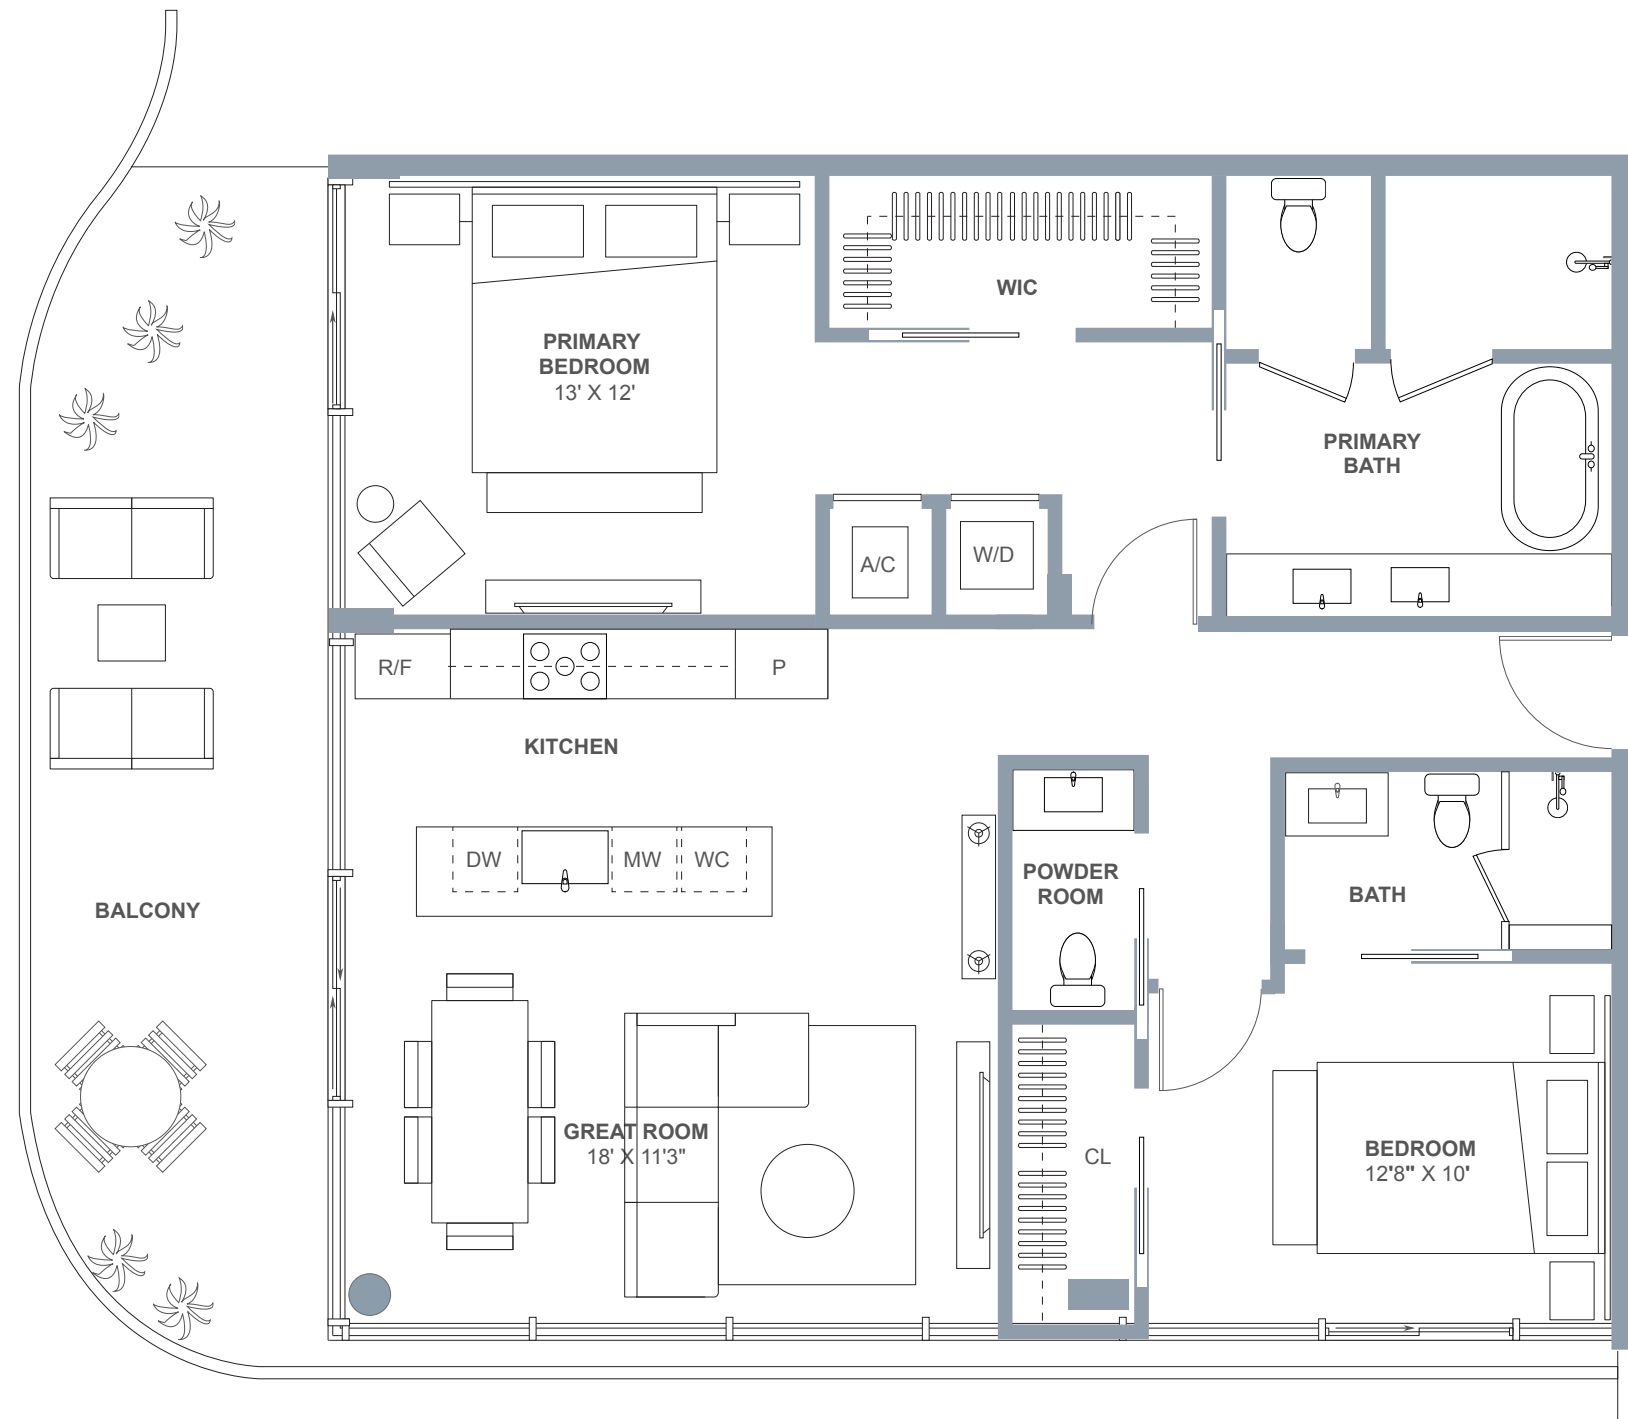 WIC
PRIMARY
BEDROOM
13' X 12'
PRIMARY
BATH
A/C
W/D
R/F
P
KITCHEN
DW
MW
WC
POWDER
ROOM
BATH
BALCONY
GREAT ROOM
18' X 11'3"
CL
BEDROOM
12'8" X 10'